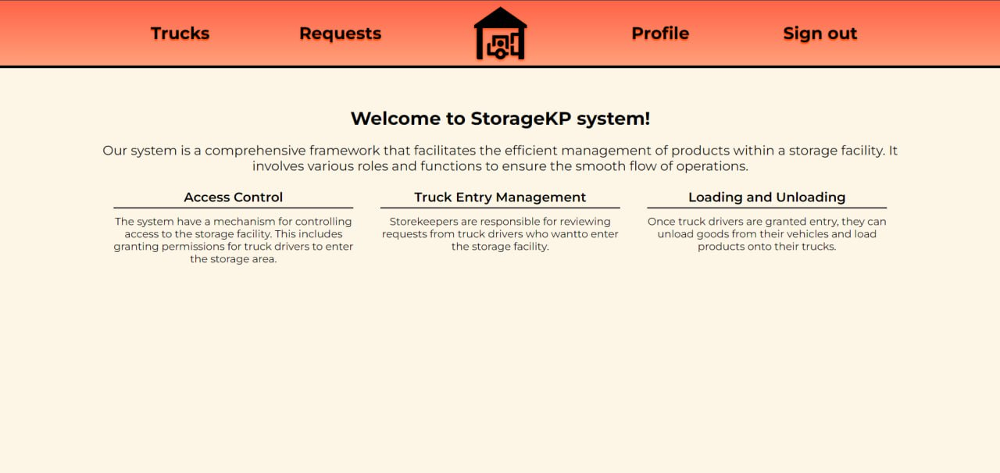 Trucks
Requests
Profile
Sign out
Welcome to StorageKP system!
Our system is a comprehensive framework that facilitates the efficient management of products within a storage facility. It
involves various roles and functions to ensure the smooth flow of operations.
Access Control
The system have a mechanism for controlling
access to the storage facility. This includes
granting permissions for truck drivers to enter
the storage area.
Truck Entry Management
Storekeepers are responsible for reviewing
requests from truck drivers who wantto enter
the storage facility.
Loading and Unloading
Once truck drivers are granted entry, they can
unload goods from their vehicles and load
products onto their trucks.